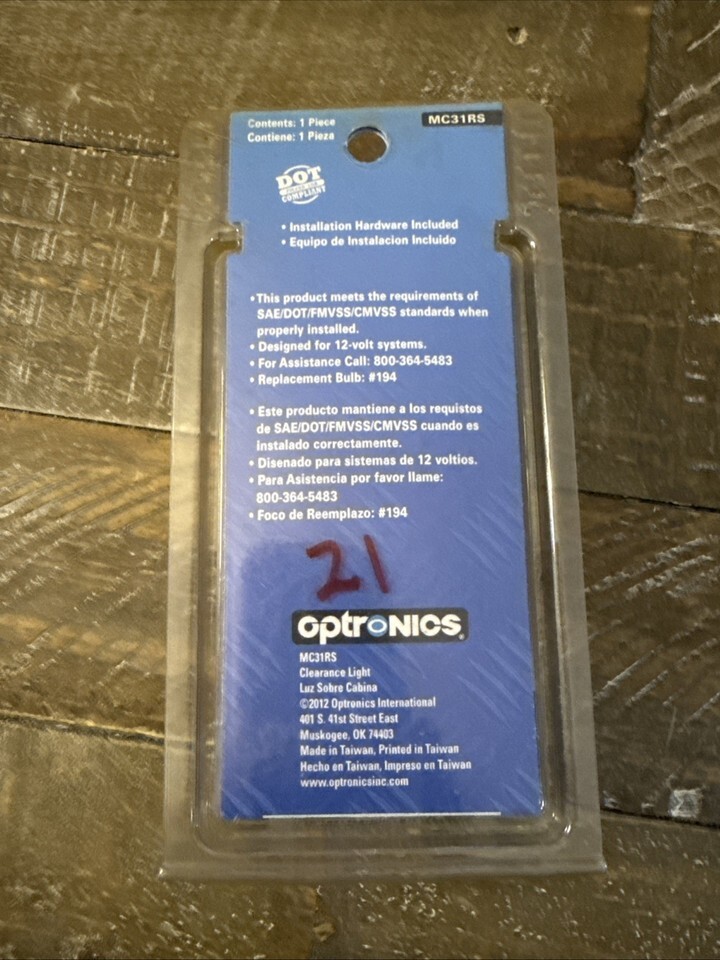 Contents: 1 Piece
Contiene: 1 Pieza
MC31RS
DOT
COMPLIANT
• Installation Hardware Included
• Equipo de Instalacion Incluido
• This product meets the requirements of
SAE/DOT/FMVSS/CMVSS standards when
properly installed.
• Designed for 12-volt systems.
• For Assistance Call: 800-364-5483
• Replacement Bulb: #194
• Este producto mantiene a los requistos
de SAE/DOT/FMVSS/CMVSS cuando es
instalado correctamente.
• Disenado para sistemas de 12 voltios.
• Para Asistencia por favor llame:
800-364-5483
• Foco de Reemplazo: #194
21
OPTRONICS®
MC31RS
Clearance Light
Luz Sobre Cabina
©2012 Optronics International
401 S. 41st Street East
Muskogee, OK 74403
Made in Taiwan, Printed in Taiwan
Hecho en Taiwan, Impreso en Taiwan
www.optronicsinc.com